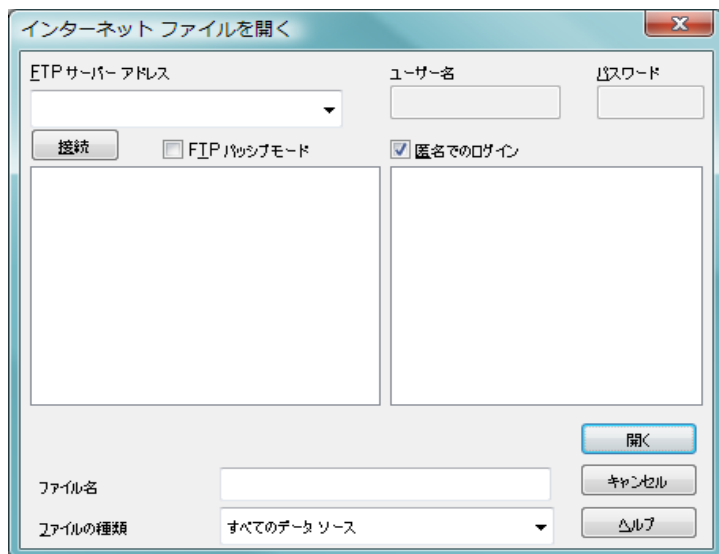 インターネット ファイルを開く
FTP サーバー アドレス
ユーザー名
パスワード
接続
FTP パッシブモード
匿名でのログイン
開く
ファイル名
キャンセル
ファイルの種類
すべてのデータ ソース
ヘルプ